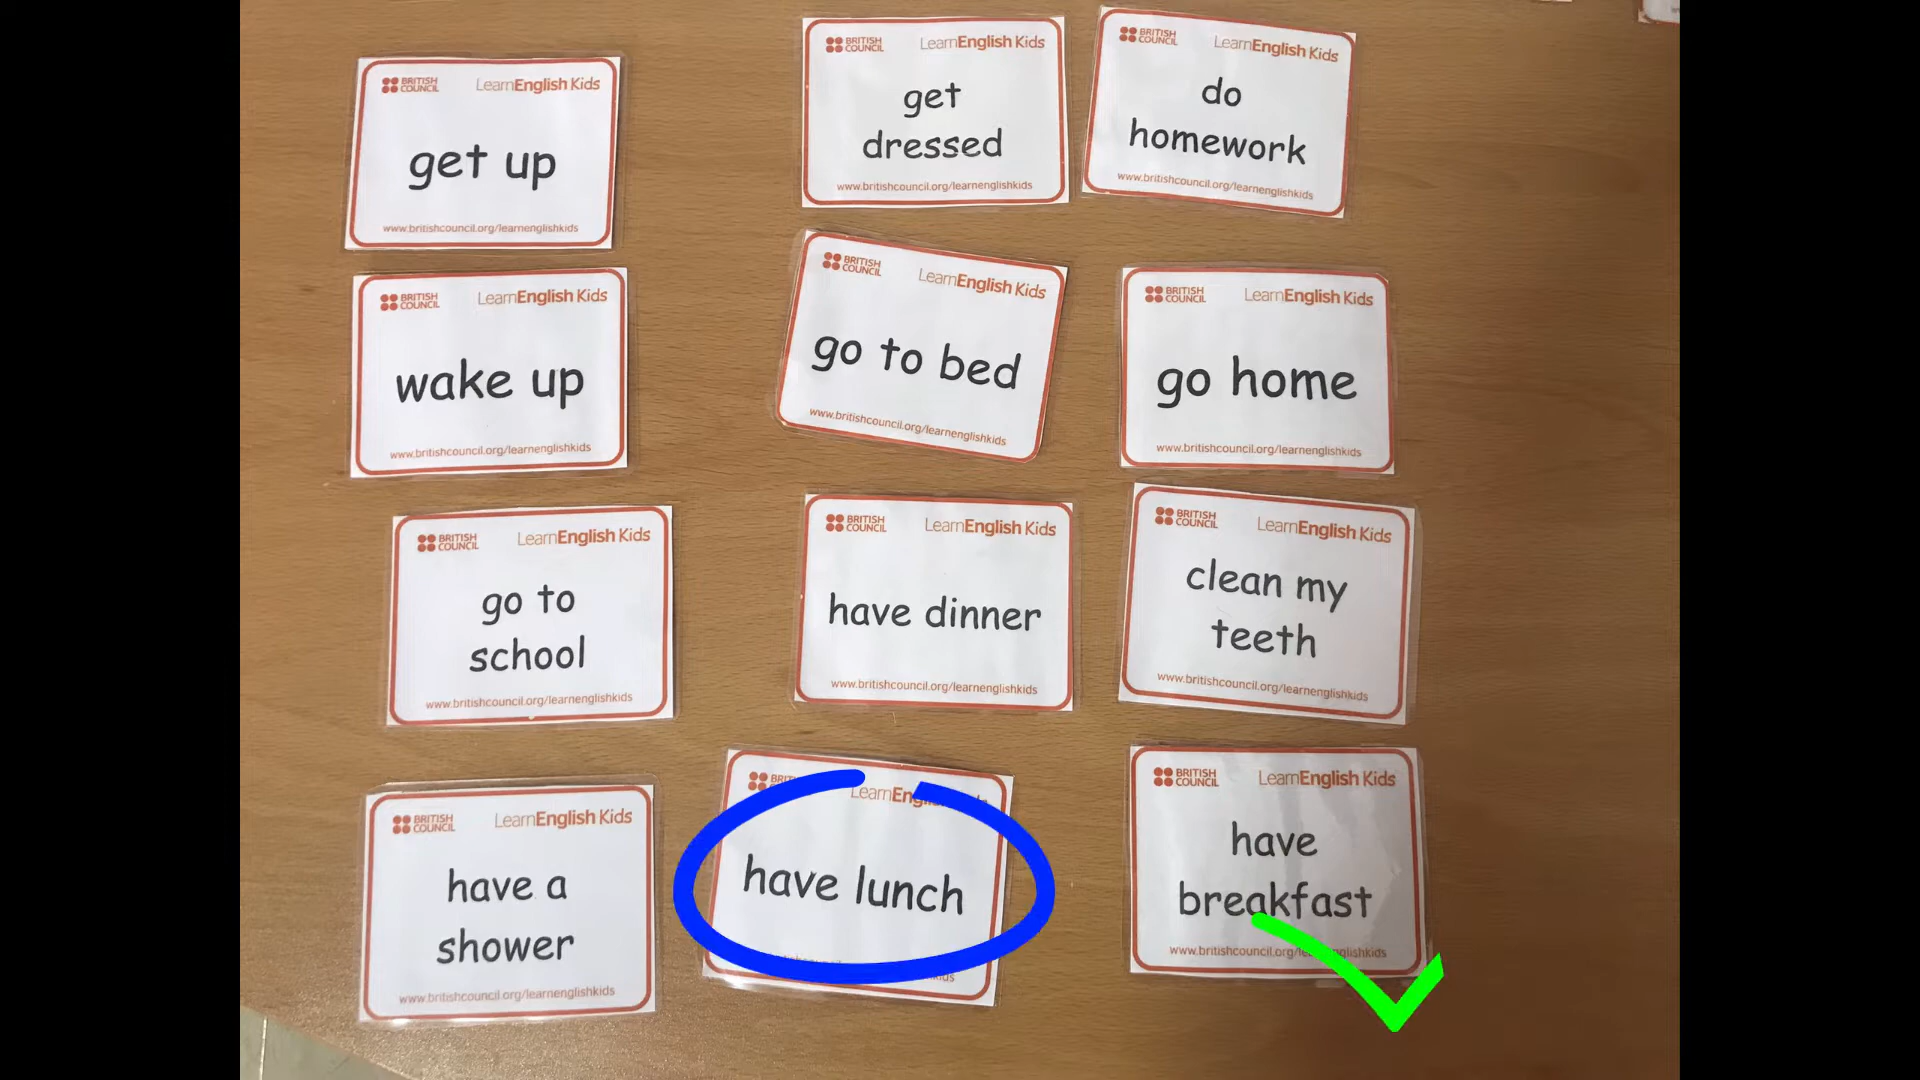 BRITISH
COUNCIL
LearnEnglish Kids
get up
www.britishcouncil.org/learnenglishkids
BRITISH
COUNCIL
LearnEnglish Kids
get
dressed
www.britishcouncil.org/learnenglishkids
BRITISH
COUNCIL
LearnEnglish Kids
do
homework
www.britishcouncil.org/learnenglishkids
BRITISH
COUNCIL
LearnEnglish Kids
wake up
www.britishcouncil.org/learnenglishkids
BRITISH
COUNCIL
LearnEnglish Kids
go to bed
www.britishcouncil.org/learnenglishkids
BRITISH
COUNCIL
LearnEnglish Kids
go home
www.britishcouncil.org/learnenglishkids
BRITISH
COUNCIL
LearnEnglish Kids
go to
school
www.britishcouncil.org/learnenglishkids
BRITISH
COUNCIL
LearnEnglish Kids
have dinner
www.britishcouncil.org/learnenglishkids
BRITISH
COUNCIL
LearnEnglish Kids
clean my
teeth
www.britishcouncil.org/learnenglishkids
BRITISH
COUNCIL
LearnEnglish Kids
have a
shower
www.britishcouncil.org/learnenglishkids
have lunch
BRITISH
COUNCIL
LearnEnglish Kids
have
breakfast